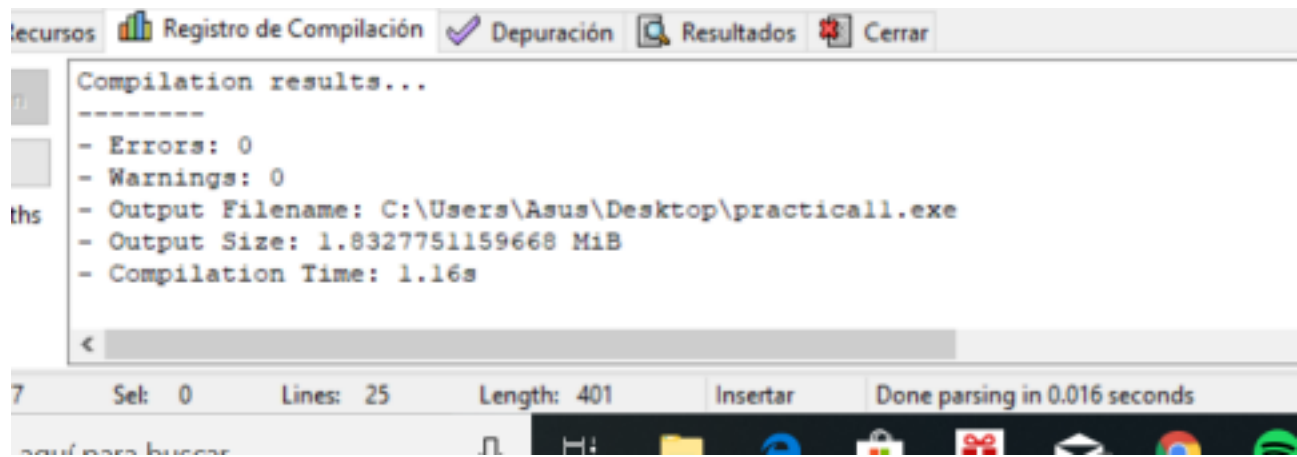 Recursos Registro de Compilación Depuración Resultados Cerrar
Compilation results...
--------
- Errors: 0
- Warnings: 0
- Output Filename: C:\Users\Asus\Desktop\practica11.exe
- Output Size: 1.8327751159668 MiB
- Compilation Time: 1.16s
ths
7 Sel: 0 Lines: 25 Length: 401 Insertar Done parsing in 0.016 seconds
aquí para buscar